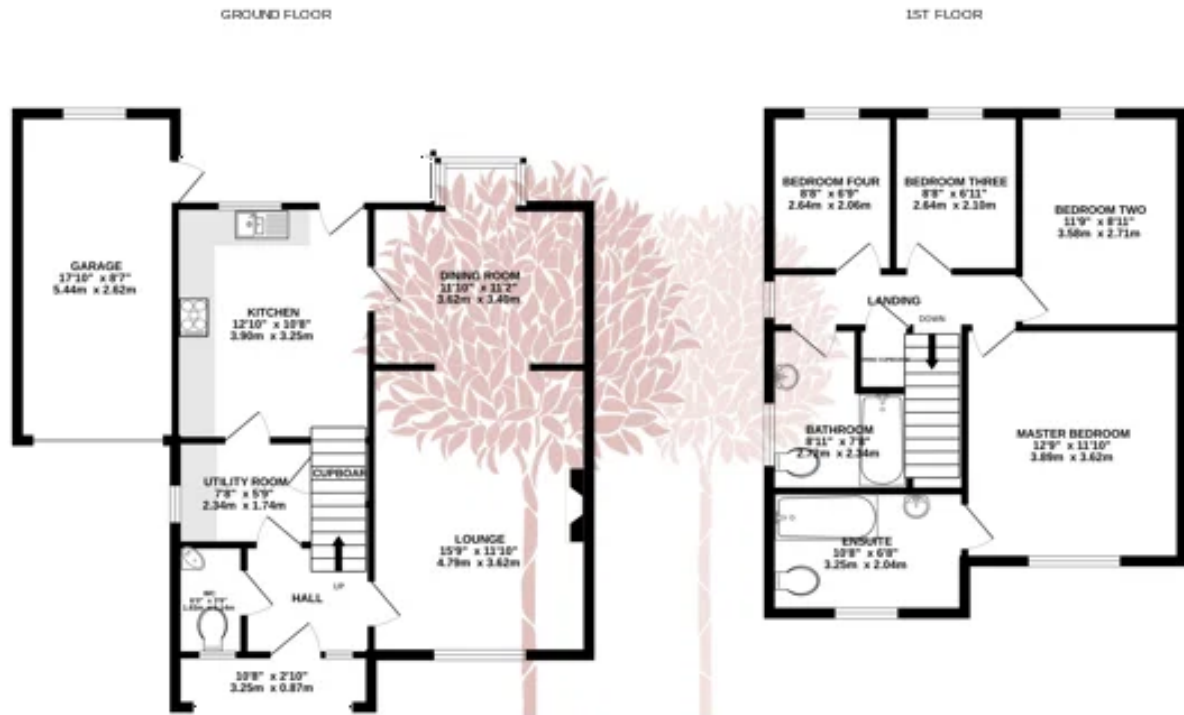 GROUND FLOOR
GARAGE
17'10" x 8'7"
5.44m x 2.62m
KITCHEN
12'10" x 10'8"
3.90m x 3.25m
DINING ROOM
11'10" x 11'2"
3.62m x 3.40m
UTILITY ROOM
7'8" x 5'9"
2.34m x 1.74m
CUPBOAR
LOUNGE
15'9" x 11'10"
4.79m x 3.62m
UP
HALL
WC
10'8" x 2'10"
3.25m x 0.87m
1ST FLOOR
BEDROOM FOUR
8'8" x 6'9"
2.64m x 2.06m
BEDROOM THREE
8'8" x 6'11"
2.64m x 2.10m
BEDROOM TWO
11'9" x 8'11"
3.58m x 2.71m
LANDING
DOWN
BATHROOM
8'11" x 7'8"
2.72m x 2.34m
MASTER BEDROOM
12'9" x 11'10"
3.89m x 3.62m
ENSUITE
10'8" x 6'8"
3.25m x 2.04m